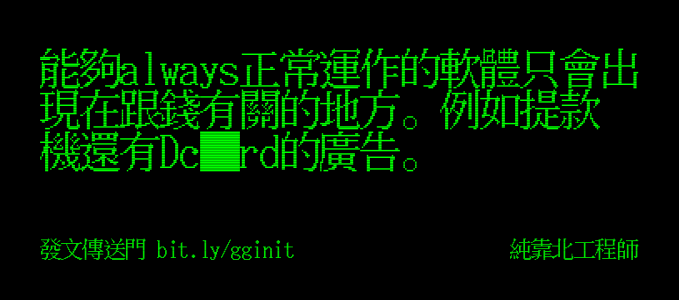 能夠always正常運作的軟體只會出
現在跟錢有關的地方。例如提款
機還有Dc██rd的廣告。
發文傳送門 bit.ly/gginit
純靠北工程師